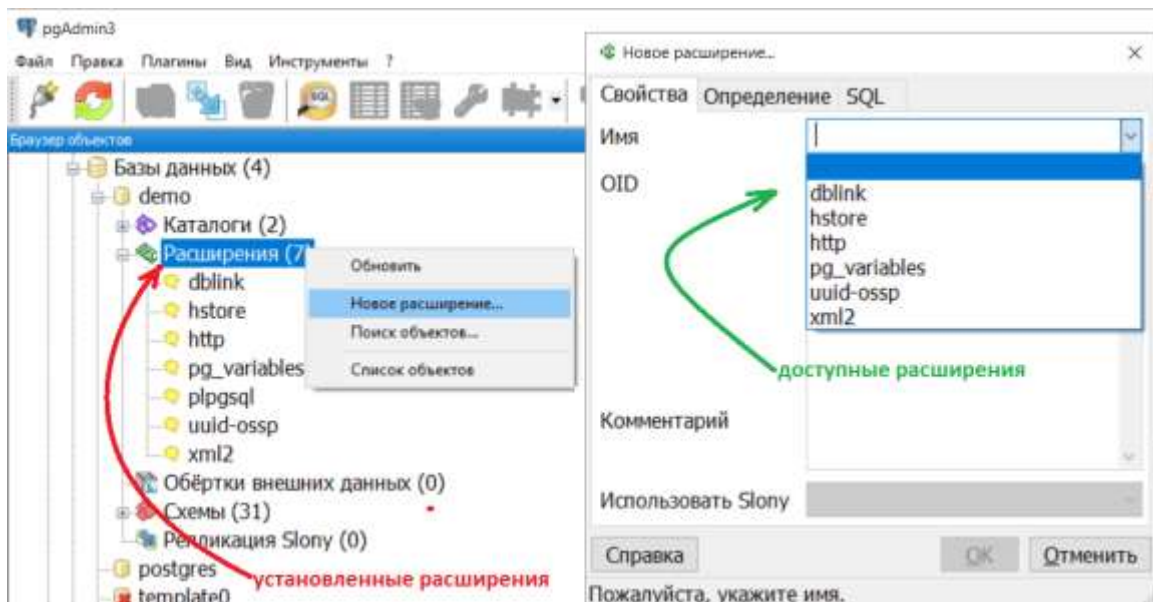 pgAdmin3
Файл Правка Плагины Вид Инструменты ?
SQL
Браузер объектов
Базы данных (4)
demo
Каталоги (2)
Расширения (7)
dblink
hstore
http
pg_variables
plpgsql
uuid-ossp
xml2
Обёртки внешних данных (0)
Схемы (31)
Репликация Slony (0)
postgres
template0
установленные расширения
Обновить
Новое расширение...
Поиск объектов...
Список объектов
Новое расширение...
Свойства Определение SQL
Имя
OID
dblink
hstore
http
pg_variables
uuid-ossp
xml2
доступные расширения
Комментарий
Использовать Slony
Справка OK Отменить
Пожалуйста, укажите имя.